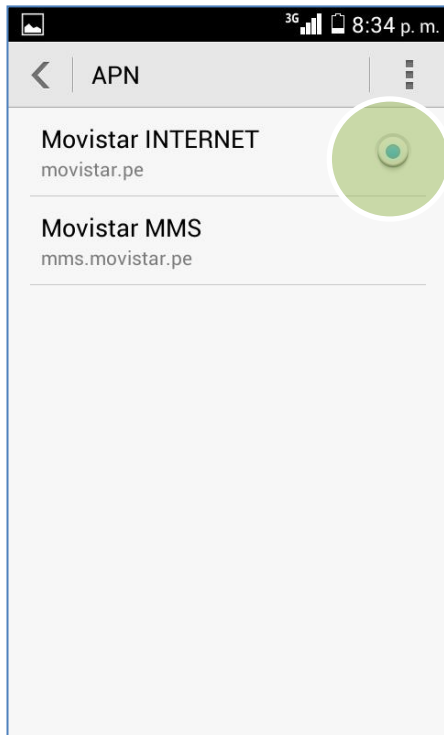 3G 8:34 p. m.
APN
Movistar INTERNET
movistar.pe
Movistar MMS
mms.movistar.pe